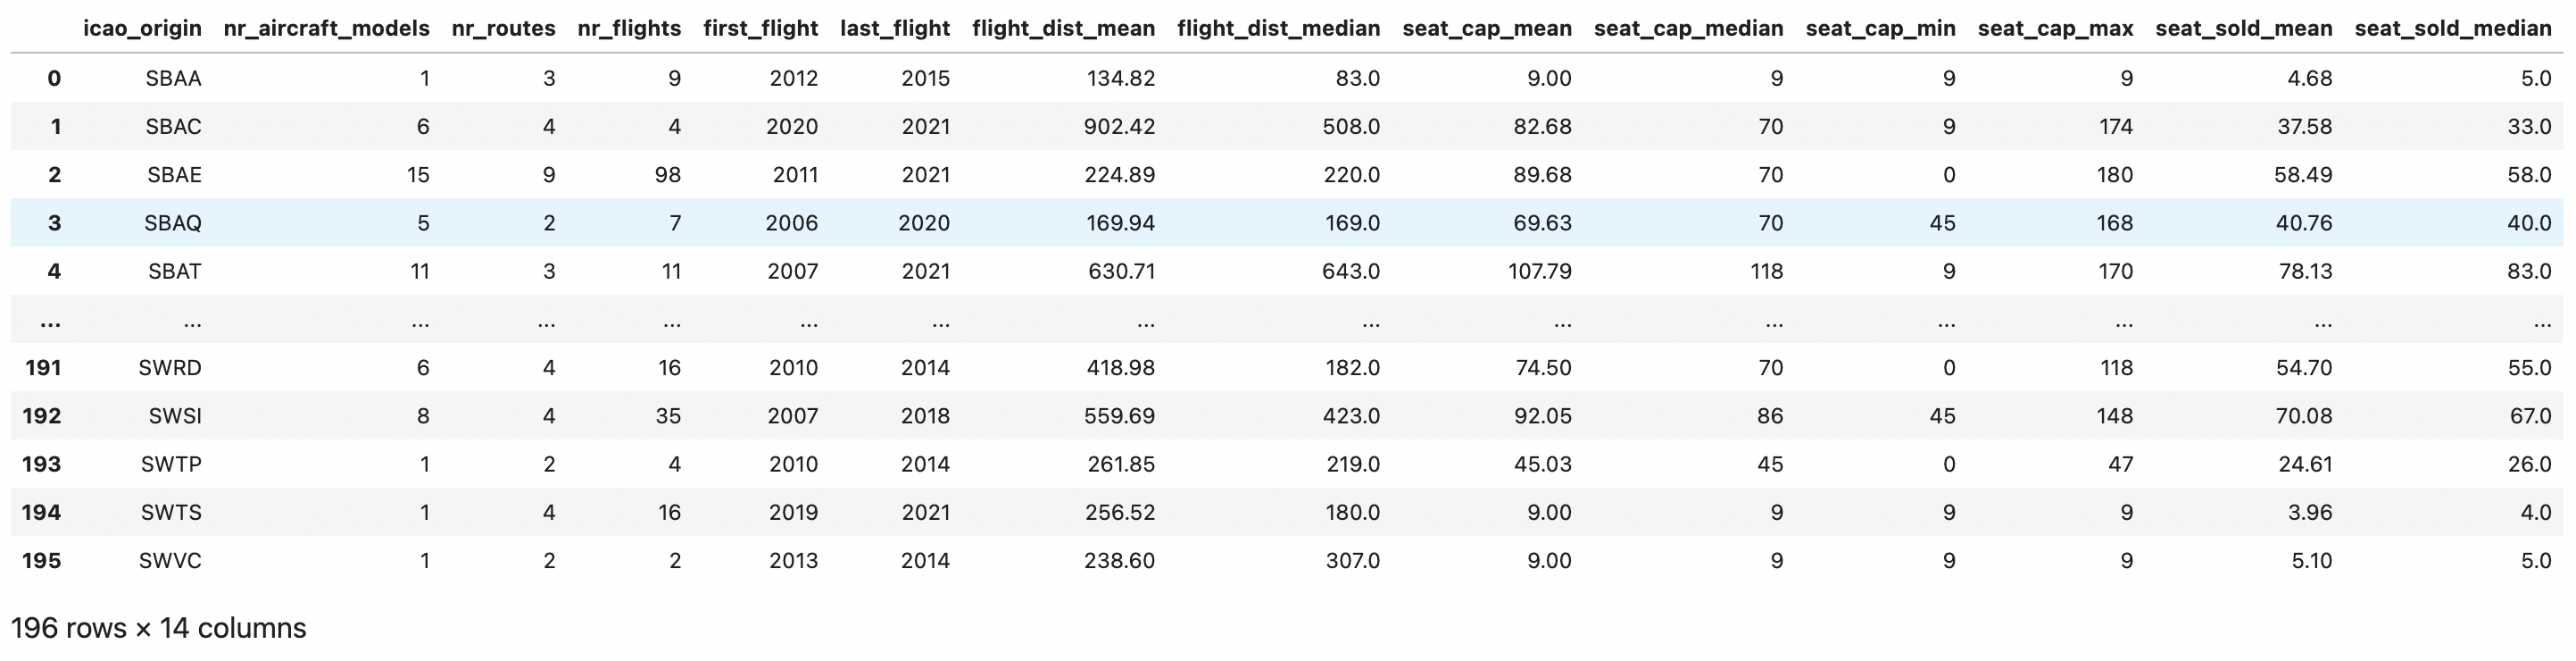 icao_origin nr_aircraft_models nr_routes nr_flights first_flight last_flight flight_dist_mean flight_dist_median seat_cap_mean seat_cap_median seat_cap_min seat_cap_max seat_sold_mean seat_sold_median
0 SBAA 1 3 9 2012 2015 134.82 83.0 9.00 9 9 9 4.68 5.0
1 SBAC 6 4 4 2020 2021 902.42 508.0 82.68 70 9 174 37.58 33.0
2 SBAE 15 9 98 2011 2021 224.89 220.0 89.68 70 0 180 58.49 58.0
3 SBAQ 5 2 7 2006 2020 169.94 169.0 69.63 70 45 168 40.76 40.0
4 SBAT 11 3 11 2007 2021 630.71 643.0 107.79 118 9 170 78.13 83.0
... ... ... ... ... ... ... ... ... ... ... ... ... ... ...
191 SWRD 6 4 16 2010 2014 418.98 182.0 74.50 70 0 118 54.70 55.0
192 SWSI 8 4 35 2007 2018 559.69 423.0 92.05 86 45 148 70.08 67.0
193 SWTP 1 2 4 2010 2014 261.85 219.0 45.03 45 0 47 24.61 26.0
194 SWTS 1 4 16 2019 2021 256.52 180.0 9.00 9 9 9 3.96 4.0
195 SWVC 1 2 2 2013 2014 238.60 307.0 9.00 9 9 9 5.10 5.0
196 rows × 14 columns